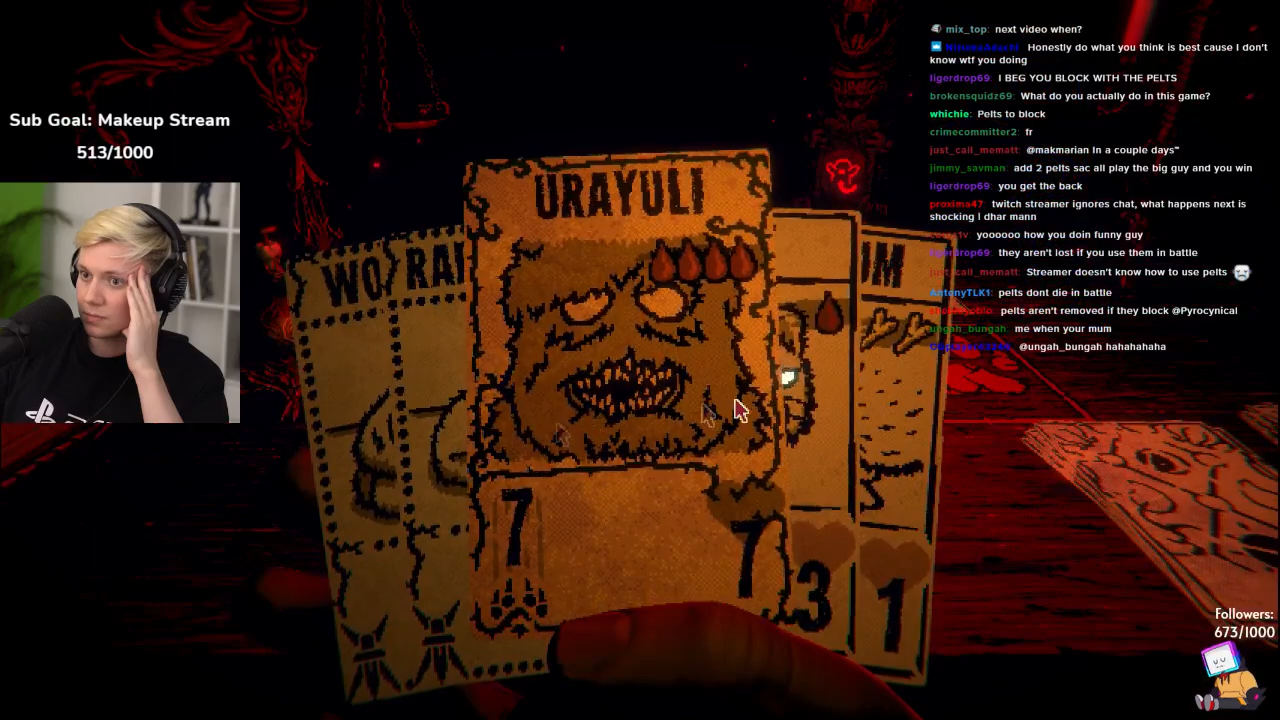 Sub Goal: Makeup Stream
513/1000
WO
RA
URAYULI
IM
7
7
3
1
mix_top: next video when?
Honestly do what you think is best cause I don't
know wtf you doing
ligerdrop69: I BEG YOU BLOCK WITH THE PELTS
brokensquidz69: What do you actually do in this game?
whichie: Pelts to block
crimecommitter2: fr
just_call_mematt: @makmarian In a couple days"
jimmy_savman: add 2 pelts sac all play the big guy and you win
ligerdrop69: you get the back
proxima47: twitch streamer ignores chat, what happens next is
shocking I dhar mann
yoooooo how you doin funny guy
ligerdrop69: they aren't lost if you use them in battle
just_call_mematt: Streamer doesn't know how to use pelts
AntonyTLK1: pelts dont die in battle
pelts aren't removed if they block @Pyrocynical
ungah_bungah: me when your mum
@ungah_bungah hahahahaha
Followers:
673/1000